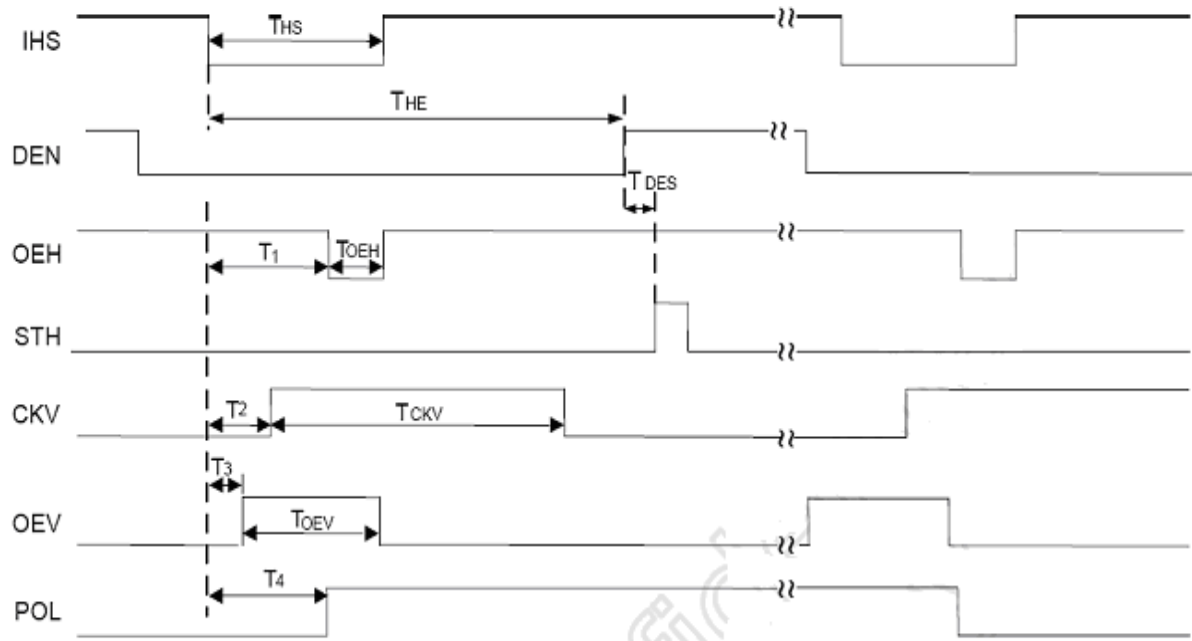 IHS
THS
THE
DEN
TDES
OEH
T1
TOEH
STH
CKV
T2
TCKV
T3
OEV
TOEV
T4
POL